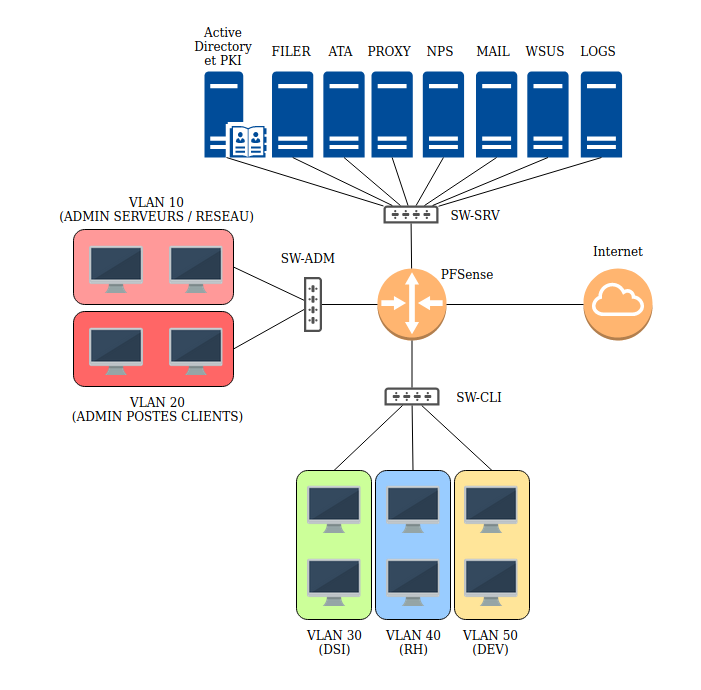 Active
Directory
et PKI
FILER
ATA
PROXY
NPS
MAIL
WSUS
LOGS
VLAN 10
(ADMIN SERVEURS / RESEAU)
SW-SRV
SW-ADM
PFSense
Internet
VLAN 20
(ADMIN POSTES CLIENTS)
SW-CLI
VLAN 30
(DSI)
VLAN 40
(RH)
VLAN 50
(DEV)